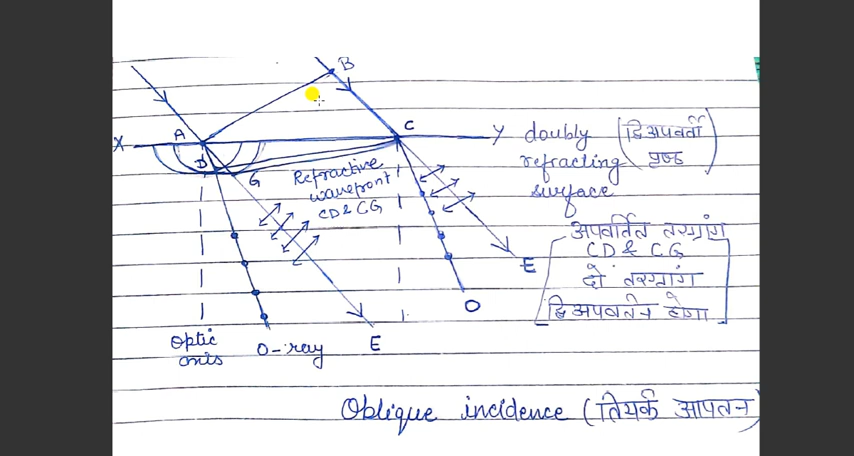 B
A
C
X
Y
D
G
Refractive
wavefront
CD & CG
doubly (द्विअपवर्ती
refracting पृष्ठ)
surface
अपवर्तित तरंगाग्र
CD & CG
दो तरंगाग्र
द्विअपवर्तन होगा
E
O
Optic
axis
O-ray
E
Oblique incidence (तिर्यक आपतन)